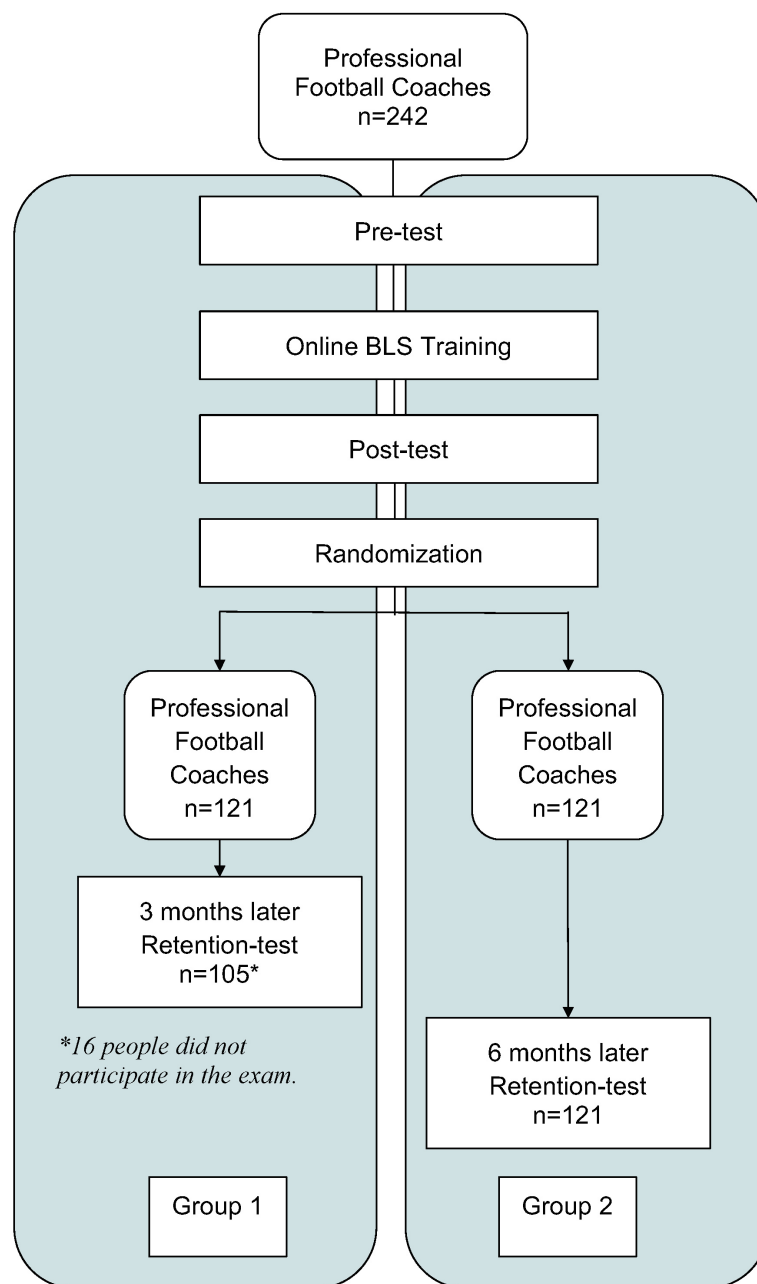 Professional
Football Coaches
n=242
Pre-test
Online BLS Training
Post-test
Randomization
Professional
Football
Coaches
n=121
Professional
Football
Coaches
n=121
3 months later
Retention-test
n=105*
*16 people did not
participate in the exam.
6 months later
Retention-test
n=121
Group 1
Group 2